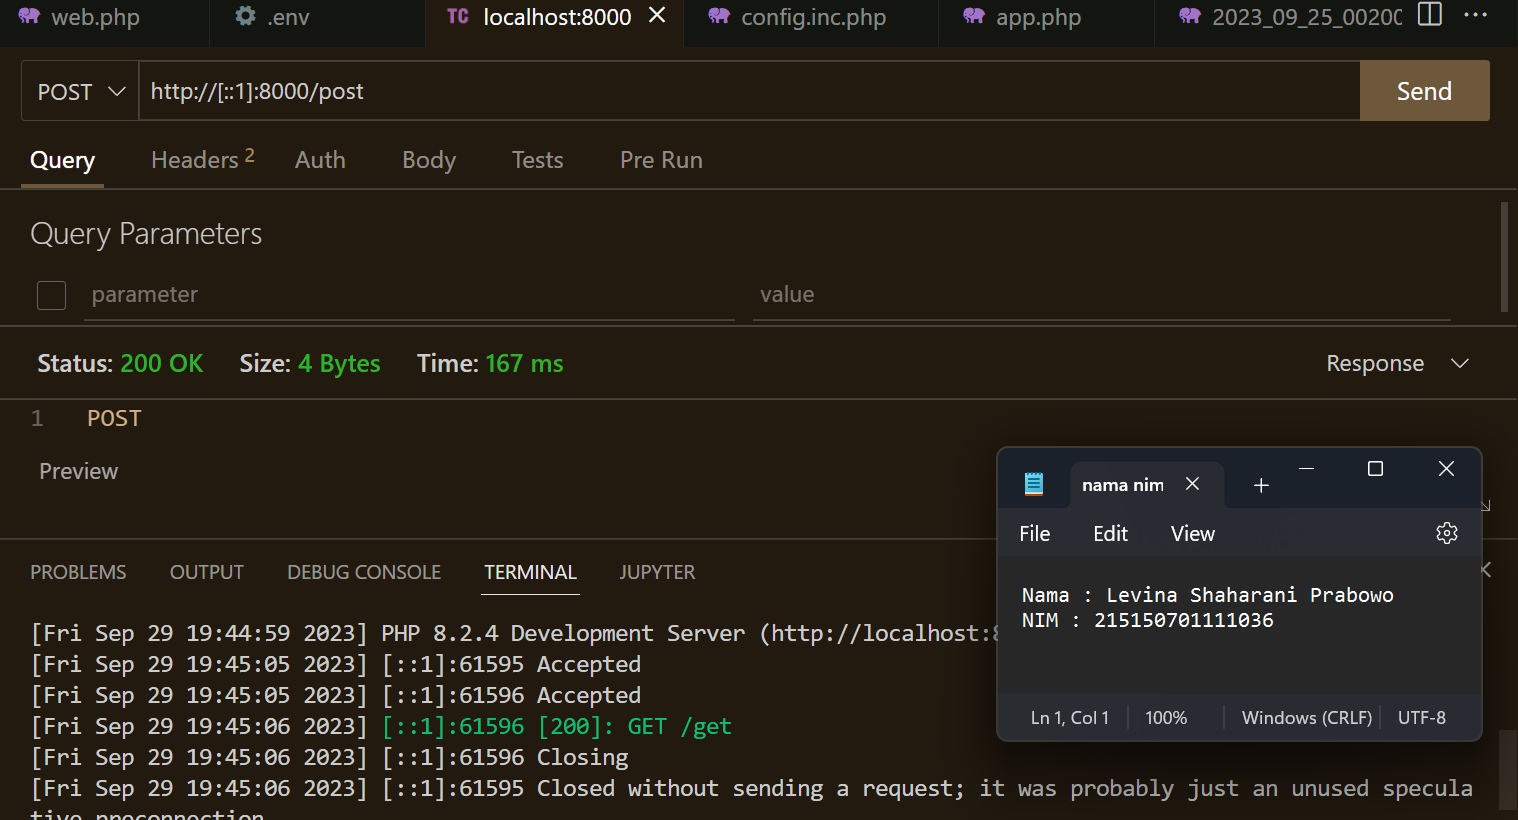 web.php .env TC localhost:8000 config.inc.php app.php 2023_09_25_00200
POST http://[::1]:8000/post Send
Query Headers 2 Auth Body Tests Pre Run
Query Parameters
parameter value
Status: 200 OK Size: 4 Bytes Time: 167 ms Response
1 POST
Preview
nama nim
File Edit View
Nama : Levina Shaharani Prabowo
NIM : 215150701111036
Ln 1, Col 1 100% Windows (CRLF) UTF-8
PROBLEMS OUTPUT DEBUG CONSOLE TERMINAL JUPYTER
[Fri Sep 29 19:44:59 2023] PHP 8.2.4 Development Server (http://localhost:
[Fri Sep 29 19:45:05 2023] [::1]:61595 Accepted
[Fri Sep 29 19:45:05 2023] [::1]:61596 Accepted
[Fri Sep 29 19:45:06 2023] [::1]:61596 [200]: GET /get
[Fri Sep 29 19:45:06 2023] [::1]:61596 Closing
[Fri Sep 29 19:45:06 2023] [::1]:61595 Closed without sending a request; it was probably just an unused specula
tive preconnection